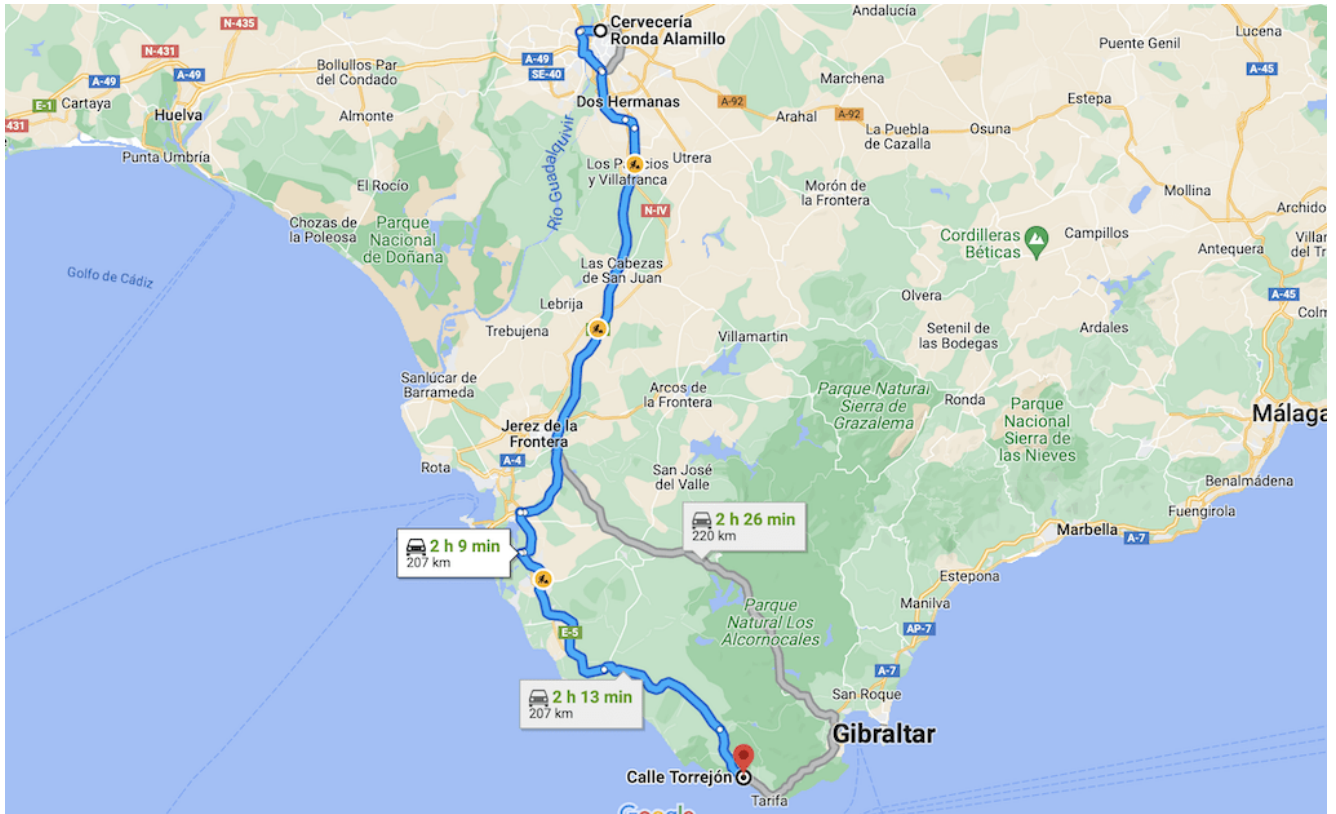 N-435
Cervecería
Ronda Alamillo
Andalucía
Lucena
N-431
A-49
Bollullos Par
del Condado
A-49
SE-40
Puente Genil
A-45
A-49
Marchena
E-1
Cartaya
Huelva
Almonte
Dos Hermanas
A-92
Arahal
A-92
Estepa
431
La Puebla
de Cazalla
Osuna
Punta Umbría
Río Guadalquivir
Utrera
y Villafranca
El Rocío
Morón de
la Frontera
Mollina
N-IV
Archido
Chozas de
la Poleosa
Parque
Nacional
de Doñana
Cordilleras
Béticas
Campillos
Antequera
Villar
del Tr
Golfo de Cádiz
Las Cabezas
de San Juan
Lebrija
Olvera
A-45
Colm
Trebujena
Villamartin
Setenil de
las Bodegas
Ardales
Sanlúcar de
Barrameda
Arcos de
la Frontera
Parque Natural
Sierra de
Grazalema
Ronda
Parque
Nacional
Sierra de
las Nieves
Málaga
Jerez de la
Frontera
Rota
A-4
San José
del Valle
Benalmádena
Fuengirola
2 h 26 min
220 km
Marbella
A-7
2 h 9 min
207 km
Estepona
Parque
Natural Los
Alcornocales
Manilva
AP-7
E-5
A-7
2 h 13 min
207 km
San Roque
Gibraltar
Calle Torrejón
Tarifa
Google